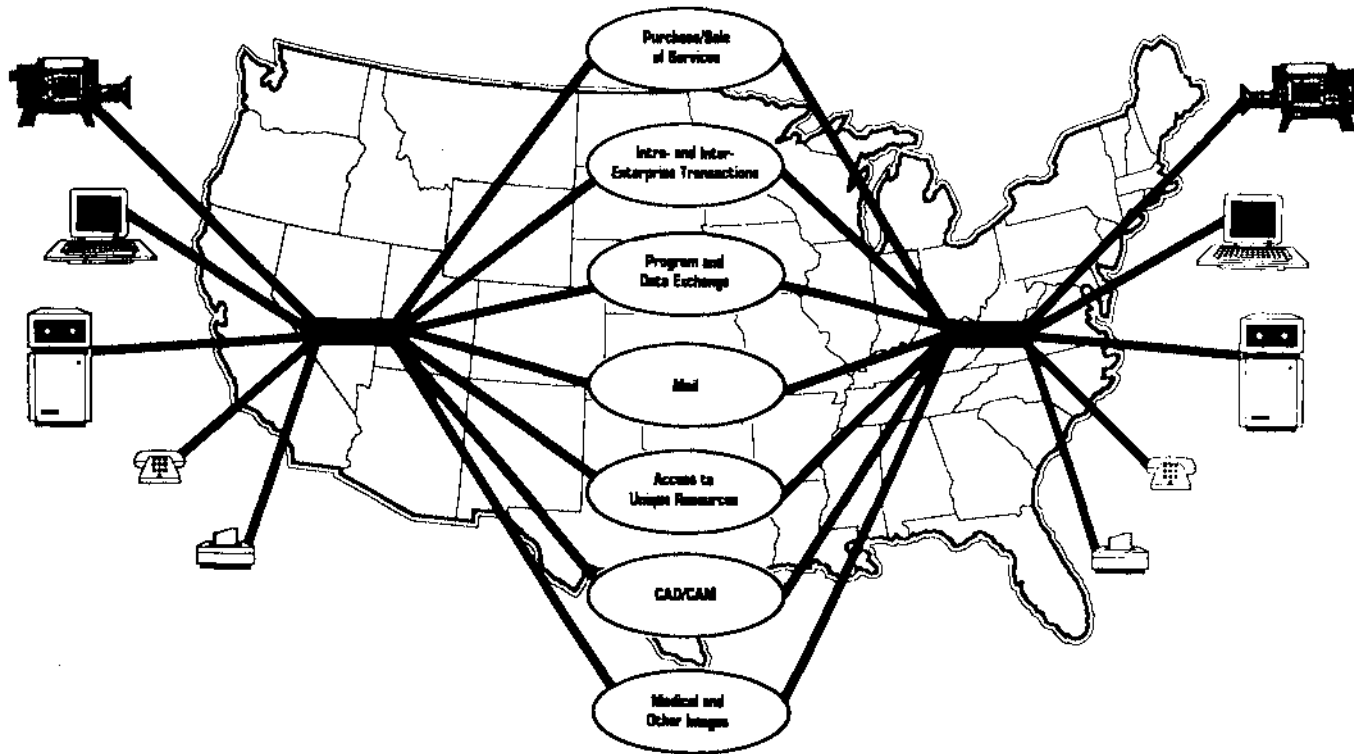 Purchase/Sale
of Services
Intra- and Inter-
Enterprise Transactions
Program and
Data Exchange
Mail
Access to
Unique Resources
CAD/CAM
Medical and
Other Images